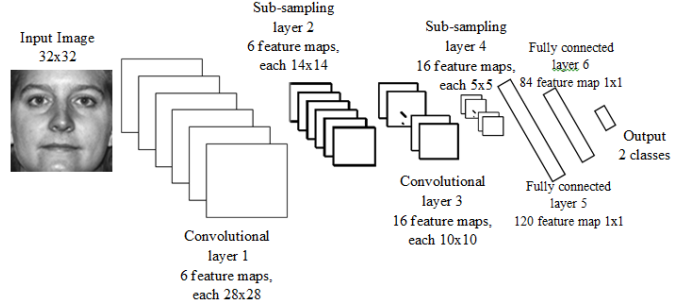 Input Image
32x32
Convolutional
layer 1
6 feature maps,
each 28x28
Sub-sampling
layer 2
6 feature maps,
each 14x14
Convolutional
layer 3
16 feature maps,
each 10x10
Sub-sampling
layer 4
16 feature maps,
each 5x5
Fully connected
layer 5
120 feature map 1x1
Fully connected
layer 6
84 feature map 1x1
Output
2 classes